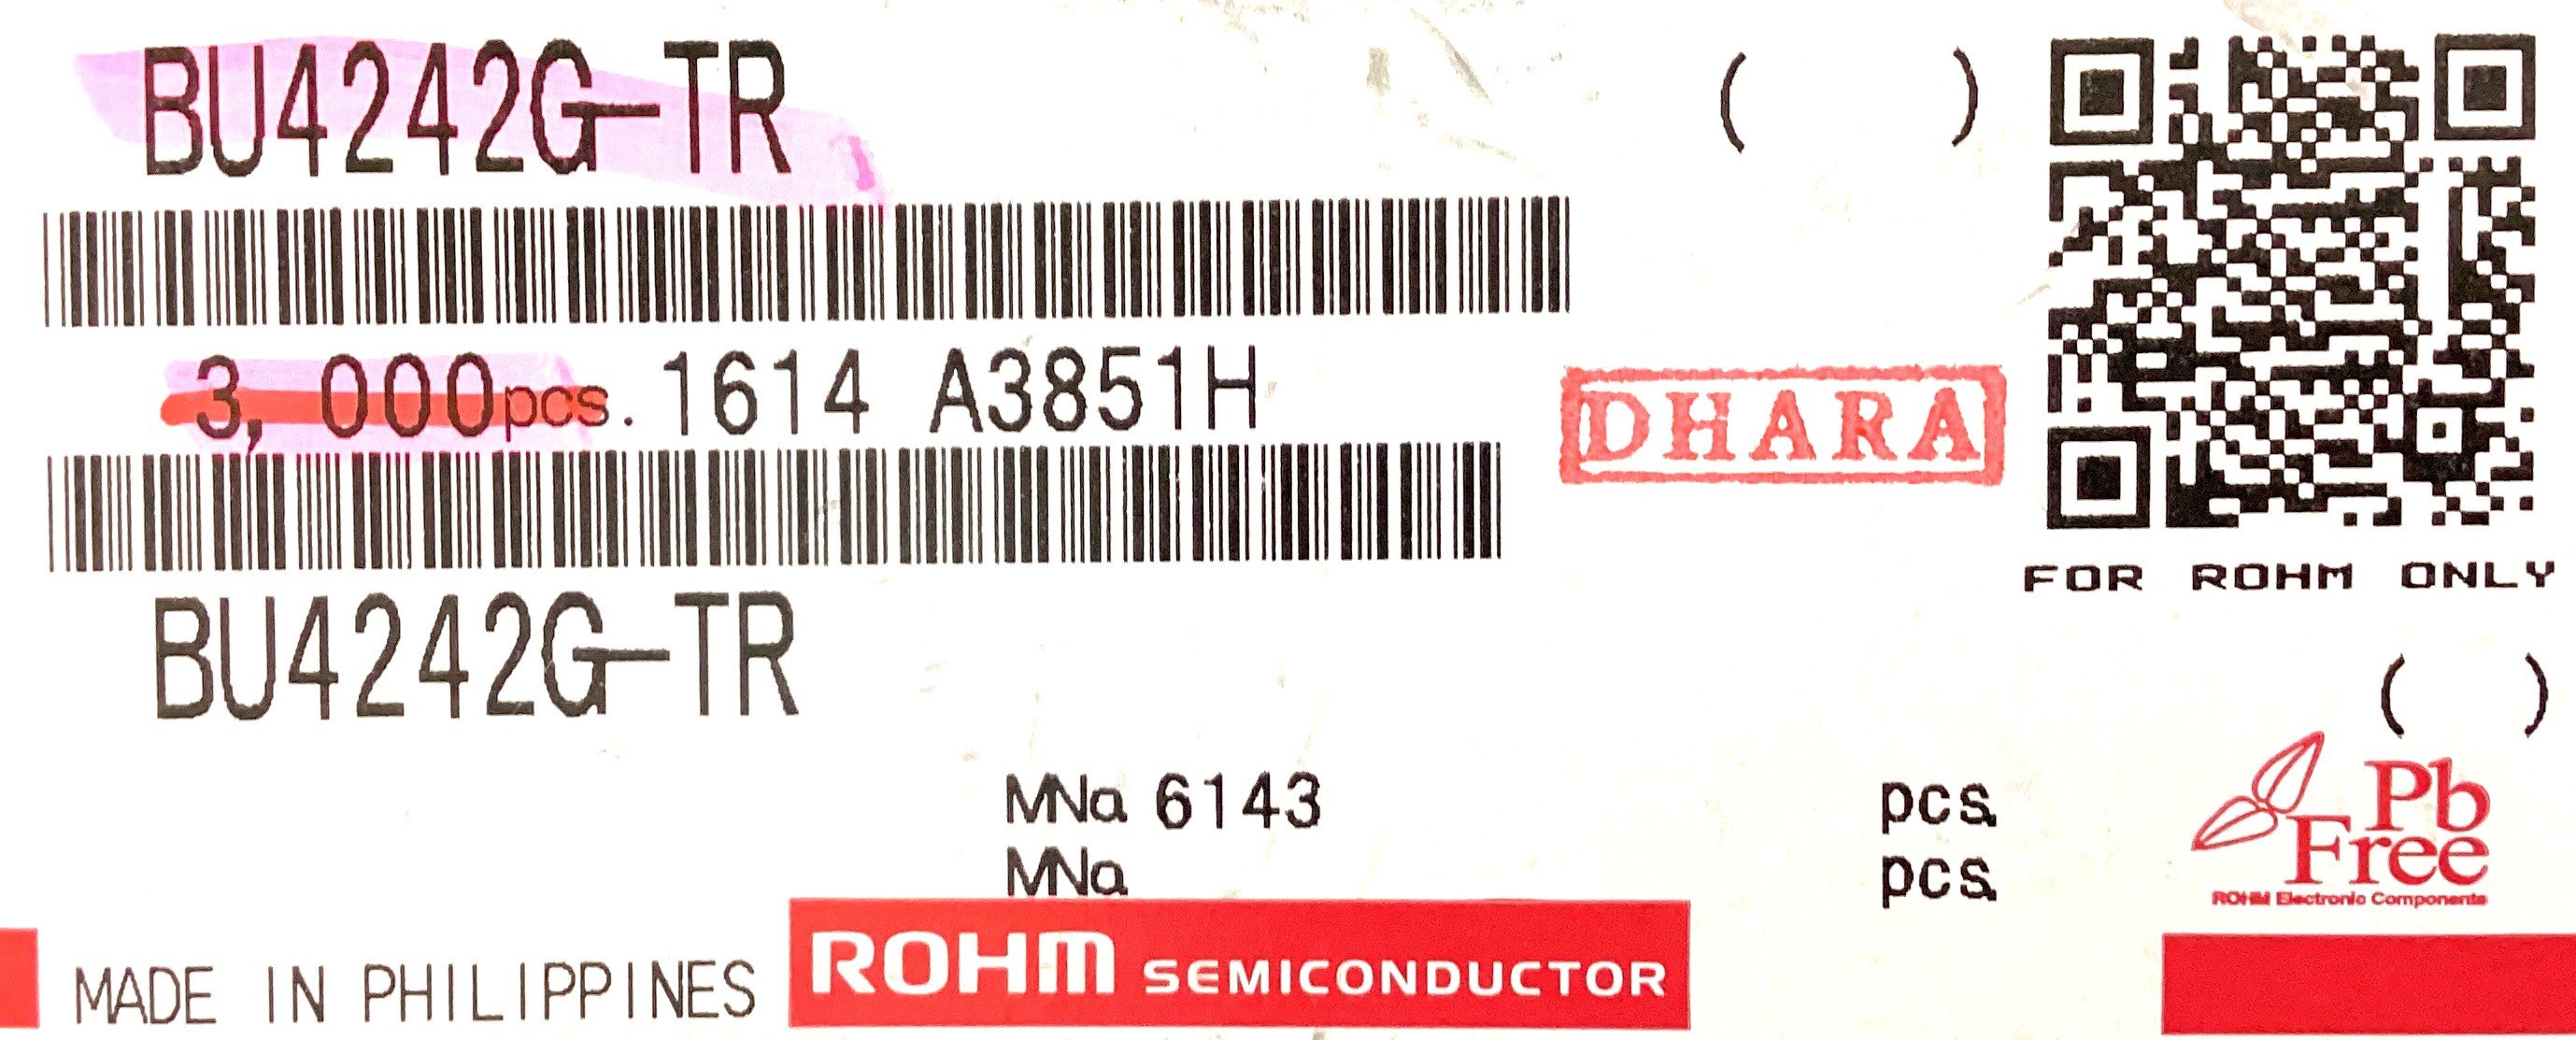 BU4242G-TR ( )
3,000pcs. 1614 A3851H
DHARA
FOR ROHM ONLY
BU4242G-TR
( )
MNo. 6143 pcs.
MNo. pcs.
Pb
Free
ROHM Electronic Components
MADE IN PHILIPPINES
ROHM SEMICONDUCTOR